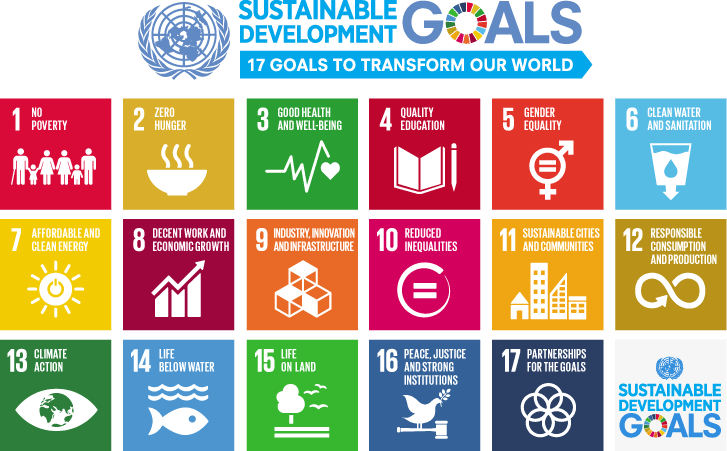 SUSTAINABLE
DEVELOPMENT
GOALS
17 GOALS TO TRANSFORM OUR WORLD
1 NO
POVERTY
2 ZERO
HUNGER
3 GOOD HEALTH
AND WELL-BEING
4 QUALITY
EDUCATION
5 GENDER
EQUALITY
6 CLEAN WATER
AND SANITATION
7 AFFORDABLE AND
CLEAN ENERGY
8 DECENT WORK AND
ECONOMIC GROWTH
9 INDUSTRY, INNOVATION
AND INFRASTRUCTURE
10 REDUCED
INEQUALITIES
11 SUSTAINABLE CITIES
AND COMMUNITIES
12 RESPONSIBLE
CONSUMPTION
AND PRODUCTION
13 CLIMATE
ACTION
14 LIFE
BELOW WATER
15 LIFE
ON LAND
16 PEACE, JUSTICE
AND STRONG
INSTITUTIONS
17 PARTNERSHIPS
FOR THE GOALS
SUSTAINABLE
DEVELOPMENT
GOALS